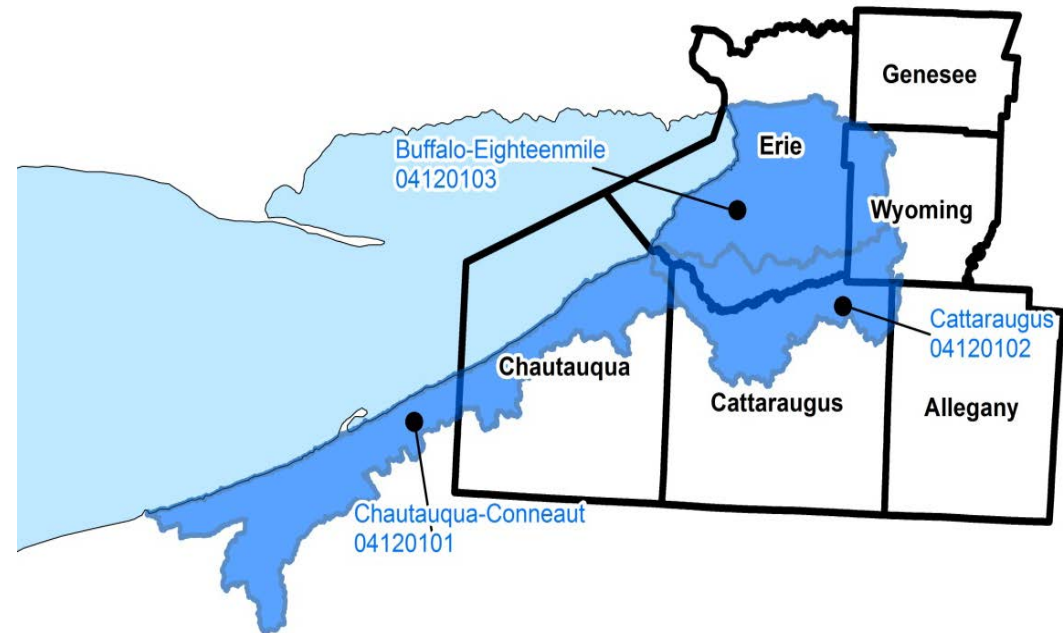 Genesee
Buffalo-Eighteenmile
04120103
Erie
Wyoming
Cattaraugus
04120102
Chautauqua
Cattaraugus
Allegany
Chautauqua-Conneaut
04120101